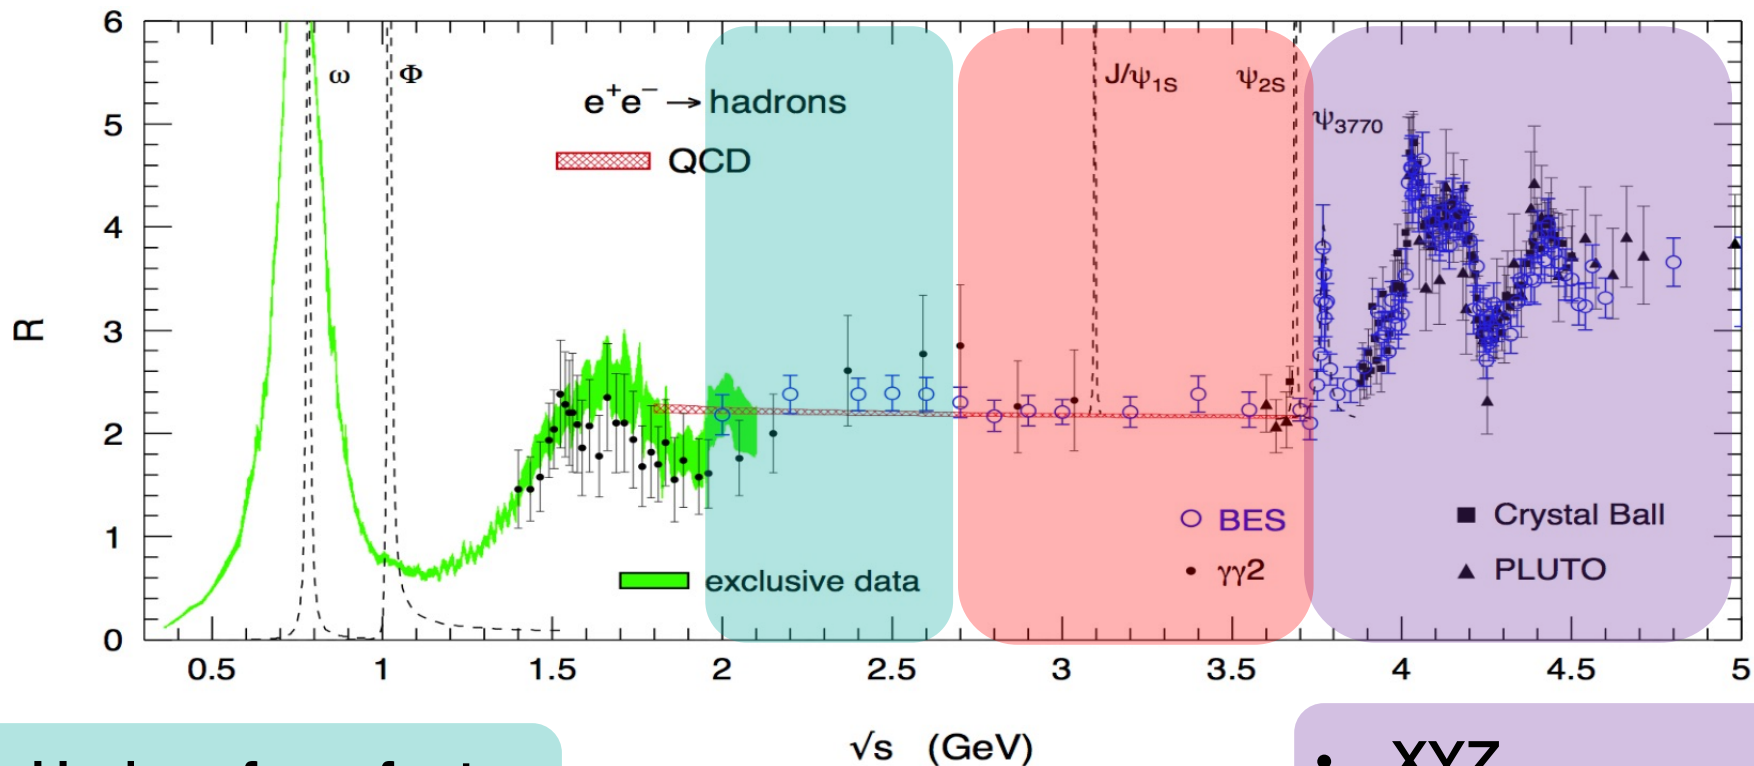 6
5
4
3
2
1
0
R
ω
Φ
e⁺e⁻ → hadrons
QCD
J/ψ1S
ψ2S
ψ3770
exclusive data
BES
γγ2
Crystal Ball
PLUTO
0.5 1 1.5 2 2.5 3 3.5 4 4.5 5
√s (GeV)
• XYZ